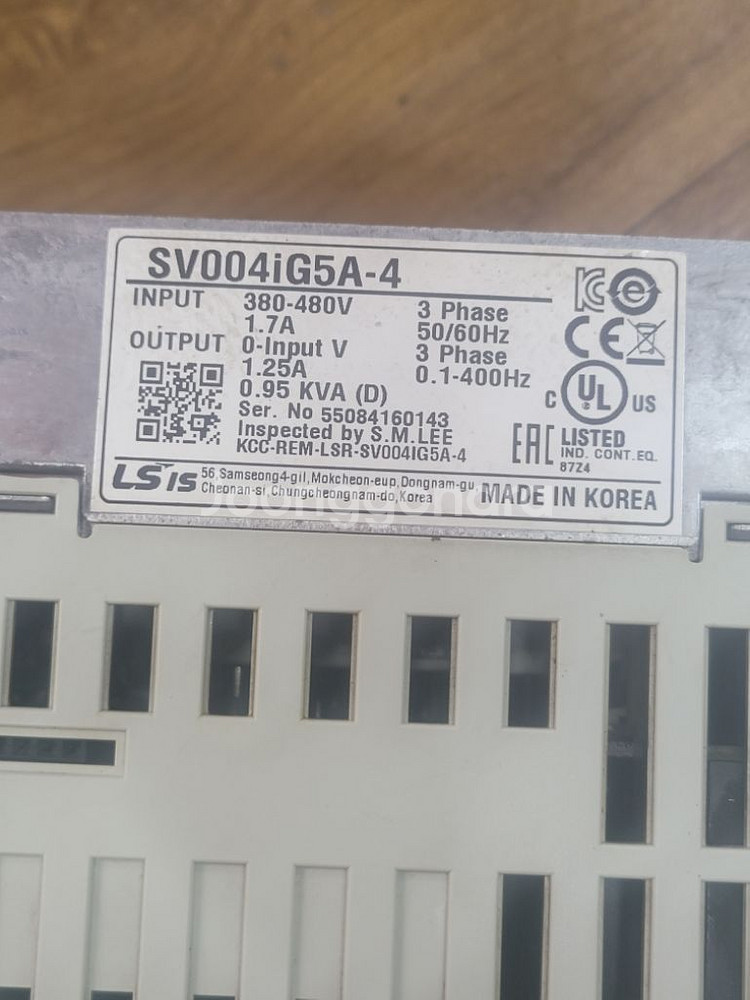 SV004iG5A-4
INPUT 380-480V 3 Phase
1.7A 50/60Hz
OUTPUT 0-Input V 3 Phase
1.25A 0.1-400Hz
0.95 KVA (D)
Ser. No 55084160143
Inspected by S.M.LEE
KCC-REM-LSR-SV004IG5A-4
C UL US
EAC LISTED
IND. CONT. EQ.
87Z4
LSIS 56, Samseong4-gil, Mokcheon-eup, Dongnam-gu,
Cheonan-si, Chungcheongnam-do, Korea
MADE IN KOREA
Joonggonara